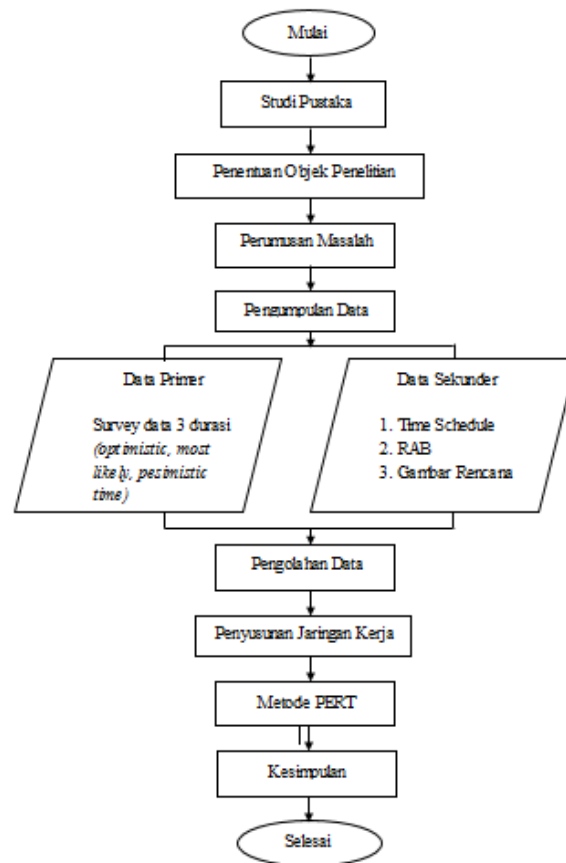 Mulai
Studi Pustaka
Penentuan Objek Penelitian
Perumusan Masalah
Pengumpulan Data
Data Primer
Survey data 3 durasi
(optimistic, most
likely, pesimistic
time)
Data Sekunder
1. Time Schedule
2. RAB
3. Gambar Rencana
Pengolahan Data
Penyusunan Jaringan Kerja
Metode PERT
Kesimpulan
Selesai